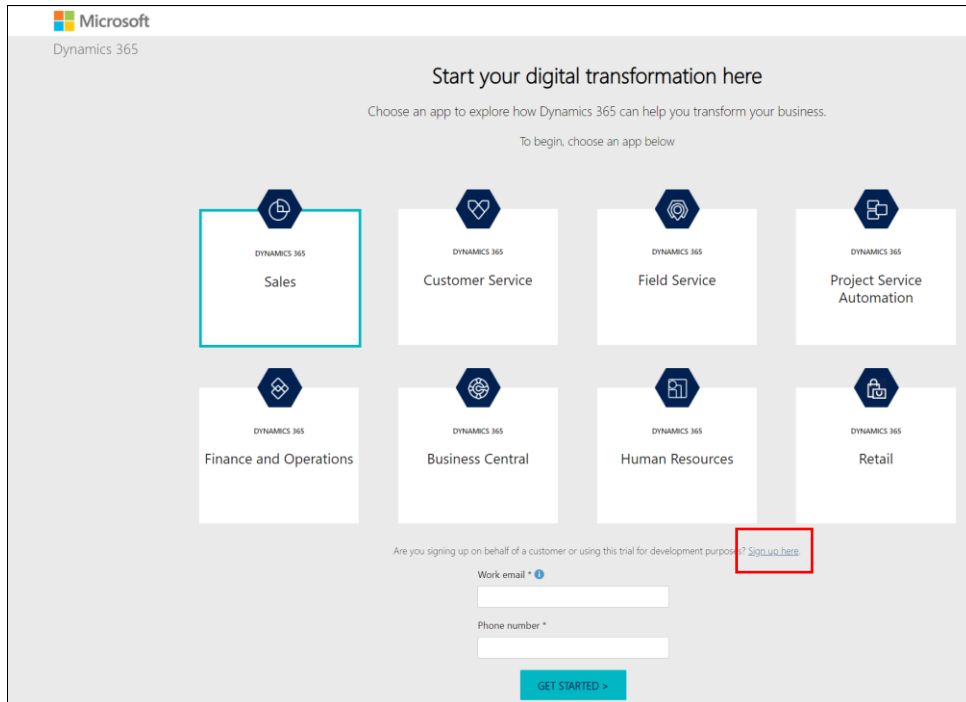 Microsoft
Dynamics 365
Start your digital transformation here
Choose an app to explore how Dynamics 365 can help you transform your business.
To begin, choose an app below
DYNAMICS 365
Sales
DYNAMICS 365
Customer Service
DYNAMICS 365
Field Service
DYNAMICS 365
Project Service
Automation
DYNAMICS 365
Finance and Operations
DYNAMICS 365
Business Central
DYNAMICS 365
Human Resources
DYNAMICS 365
Retail
Are you signing up on behalf of a customer or using this trial for development purposes? Sign up here.
Work email *
Phone number *
GET STARTED >